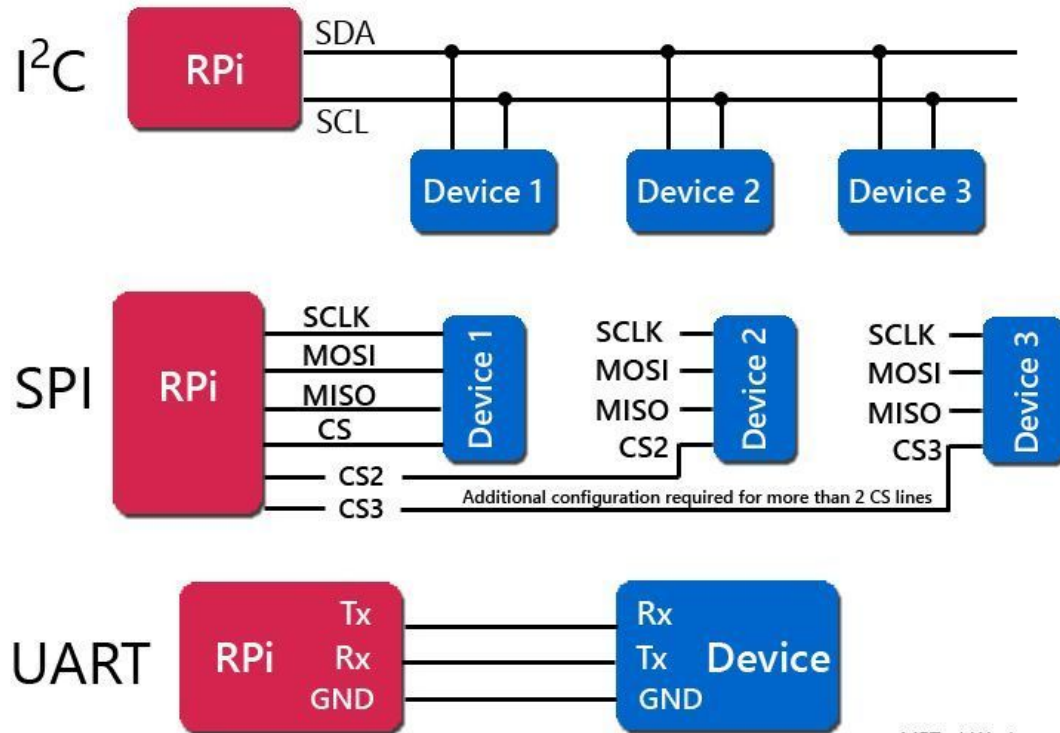 I²C
RPi
SDA
SCL
Device 1
Device 2
Device 3
SPI
RPi
SCLK
MOSI
MISO
CS
CS2
CS3
Device 1
SCLK
MOSI
MISO
CS2
Device 2
SCLK
MOSI
MISO
CS3
Device 3
Additional configuration required for more than 2 CS lines
UART
RPi
Tx
Rx
GND
Rx
Tx
GND
Device